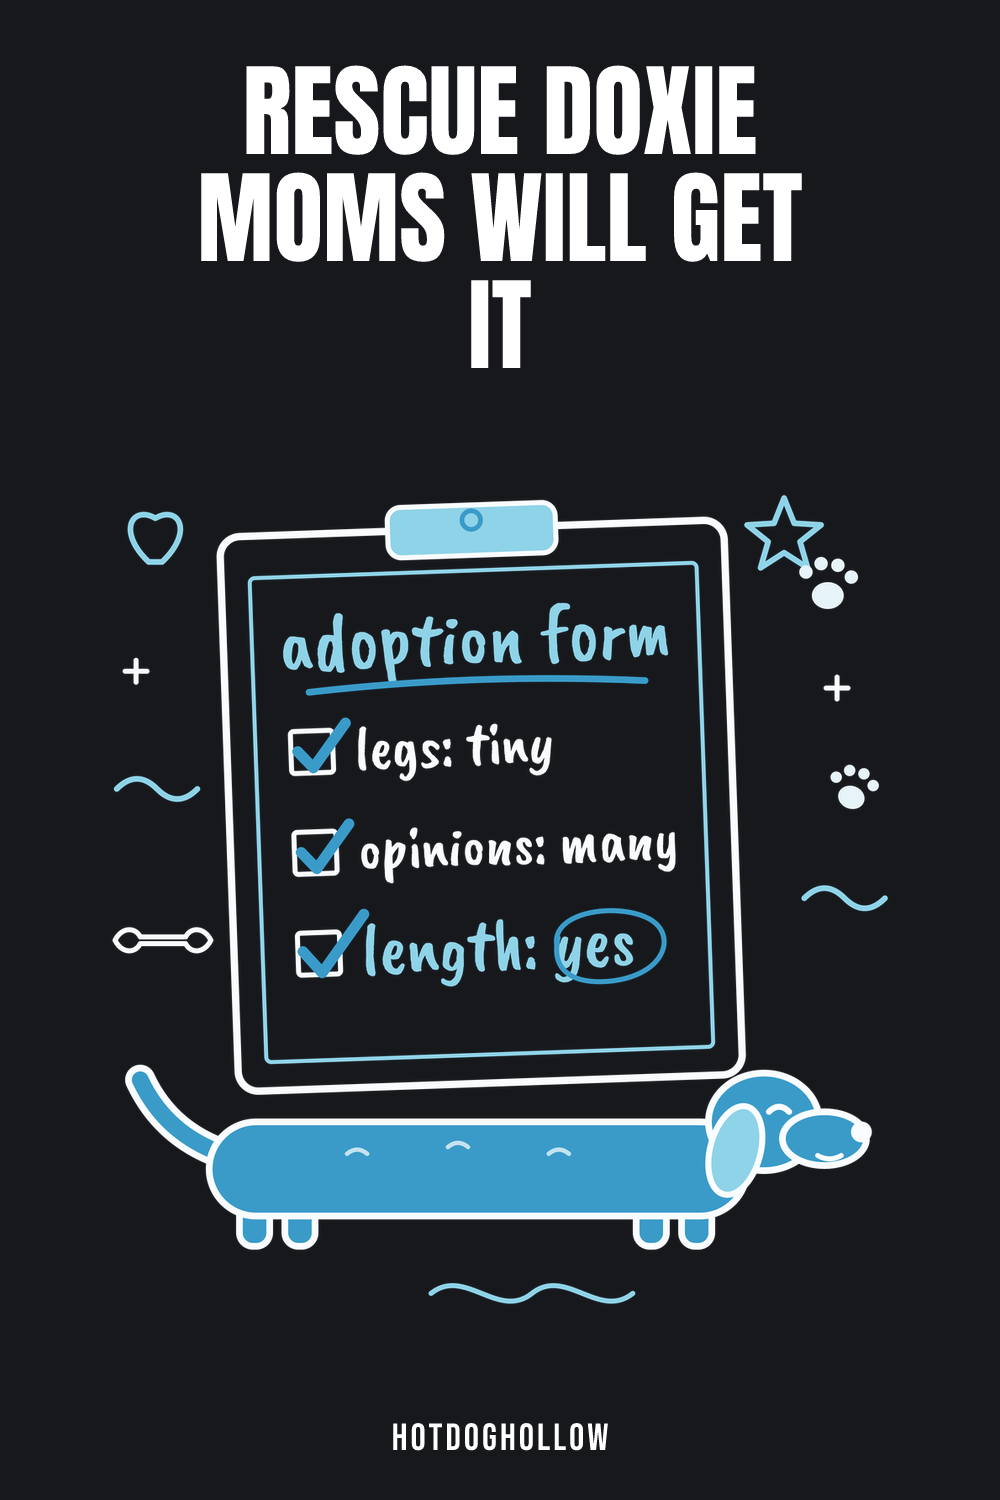 RESCUE DOXIE
MOMS WILL GET
IT
adoption form
legs: tiny
opinions: many
length: yes
HOTDOGHOLLOW